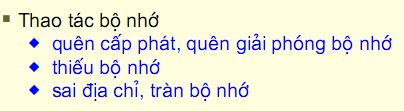 Thao tác bộ nhớ
quên cấp phát, quên giải phóng bộ nhớ
thiếu bộ nhớ
sai địa chỉ, tràn bộ nhớ